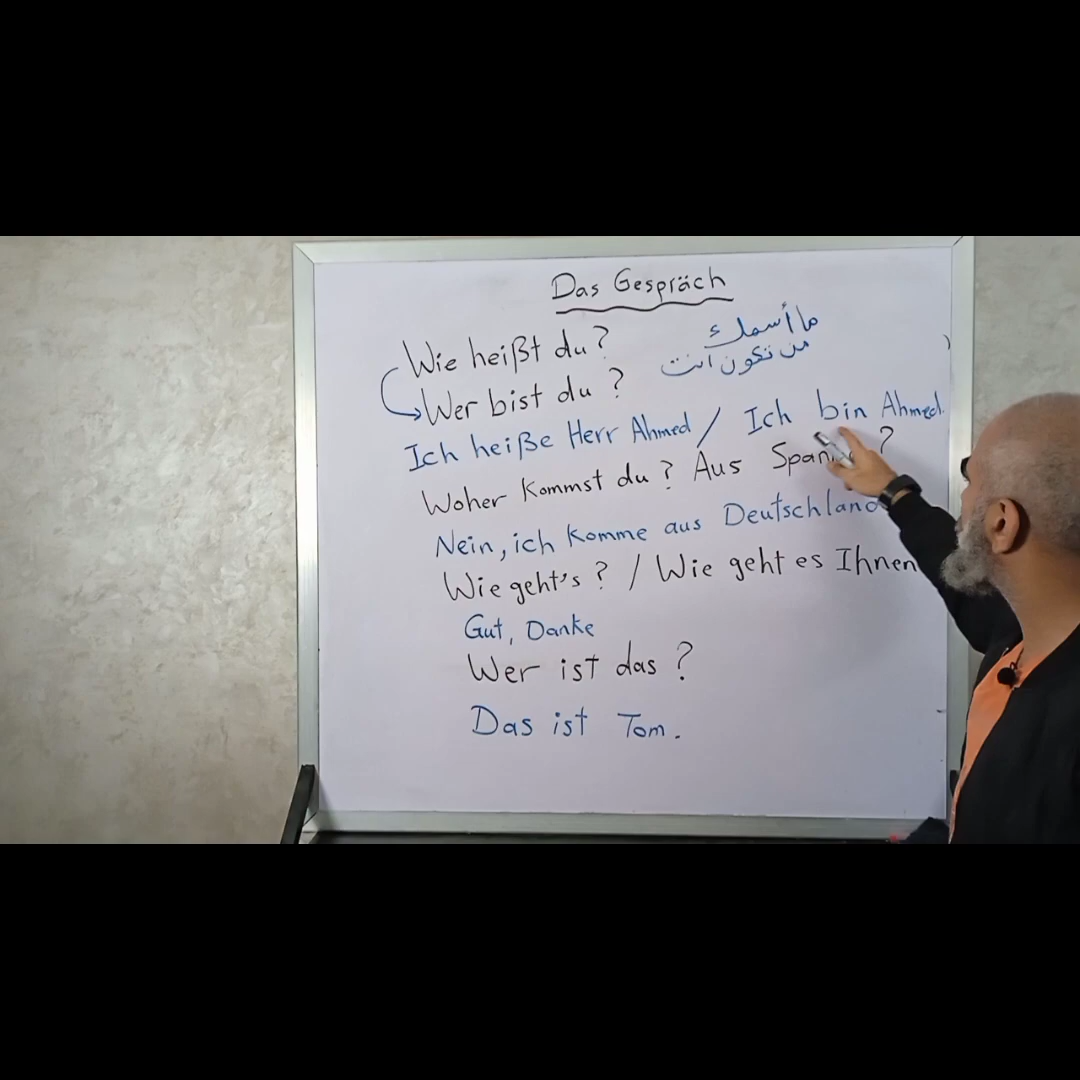 Das Gespräch
Wie heißt du?
ما أسمك
Wer bist du ?
من تكون انت
Ich heiße Herr Ahmed / Ich bin Ahmed.
Woher Kommst du ? Aus ?
Nein, ich Komme aus Deutschland
Wie geht's ? / Wie geht es Ihnen
Gut, Danke
Wer ist das ?
Das ist Tom.